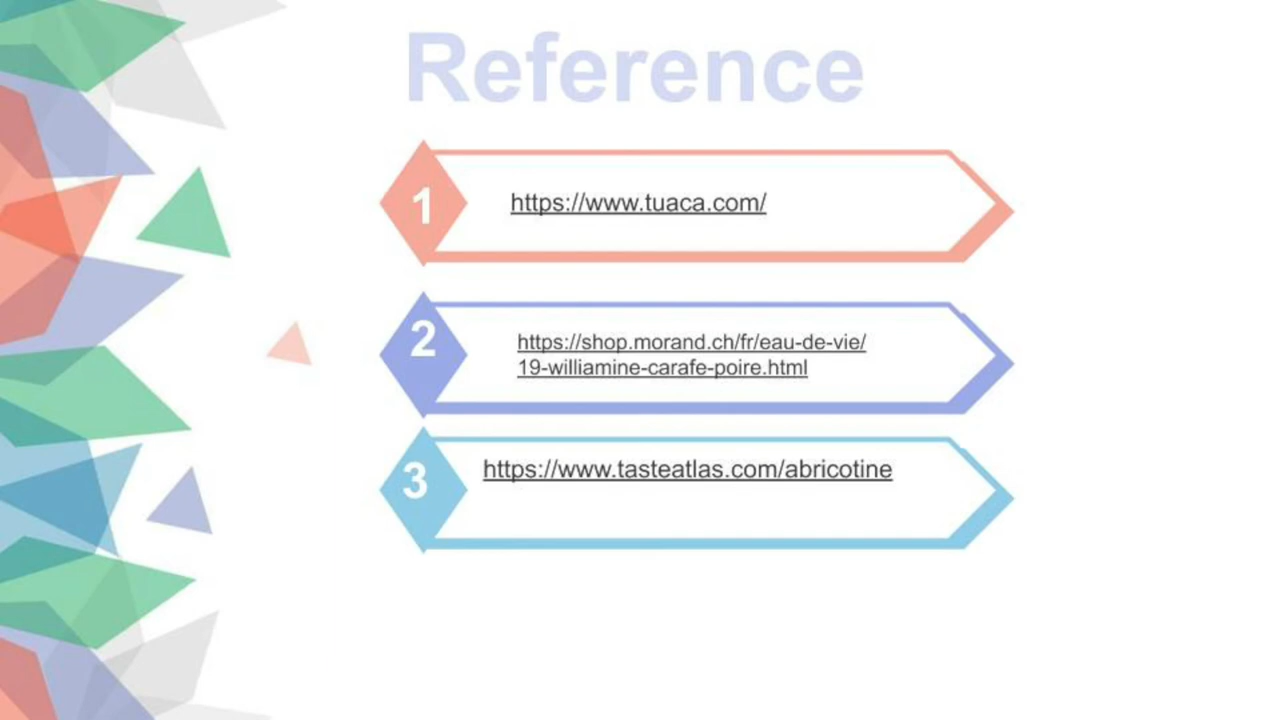 Reference
1
https://www.tuaca.com/
2
https://shop.morand.ch/fr/eau-de-vie/
19-williamine-carafe-poire.html
3
https://www.tasteatlas.com/abricotine